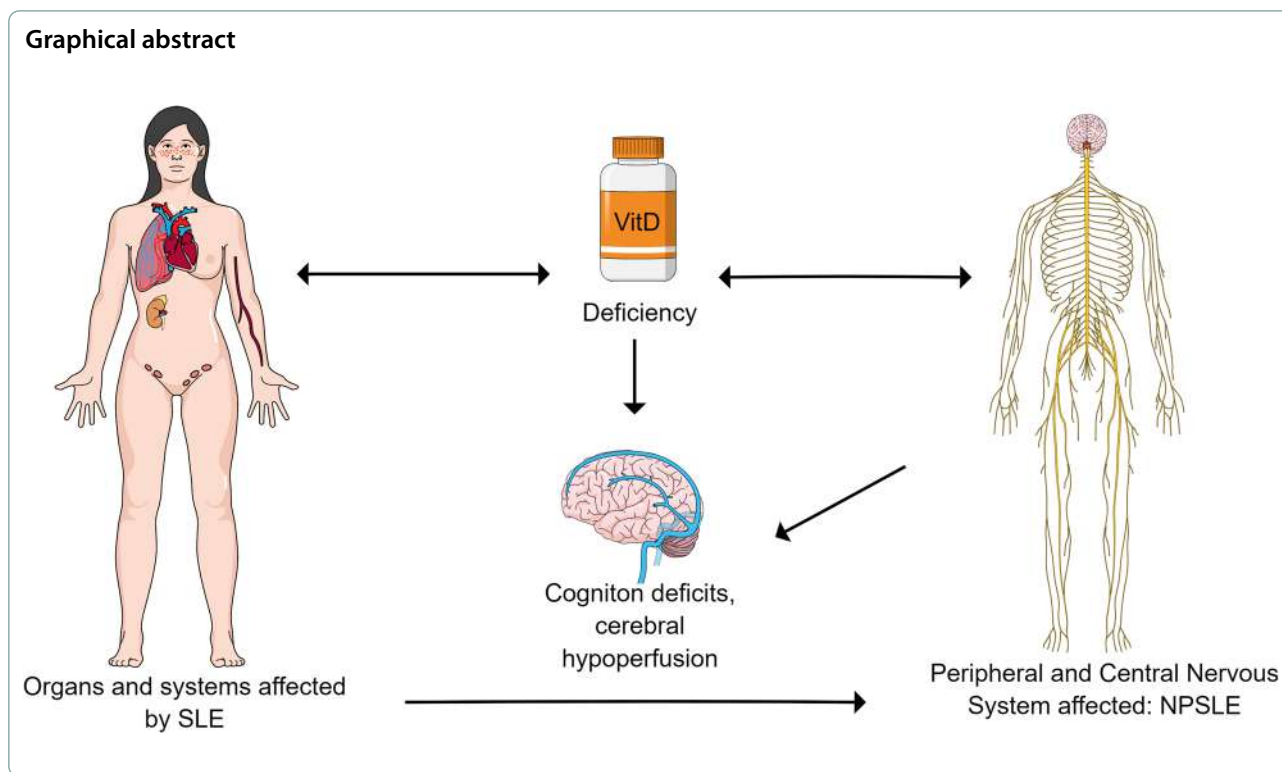 Graphical abstract
VitD
Deficiency
Cogniton deficits,
cerebral
hypoperfusion
Organs and systems affected
by SLE
Peripheral and Central Nervous
System affected: NPSLE